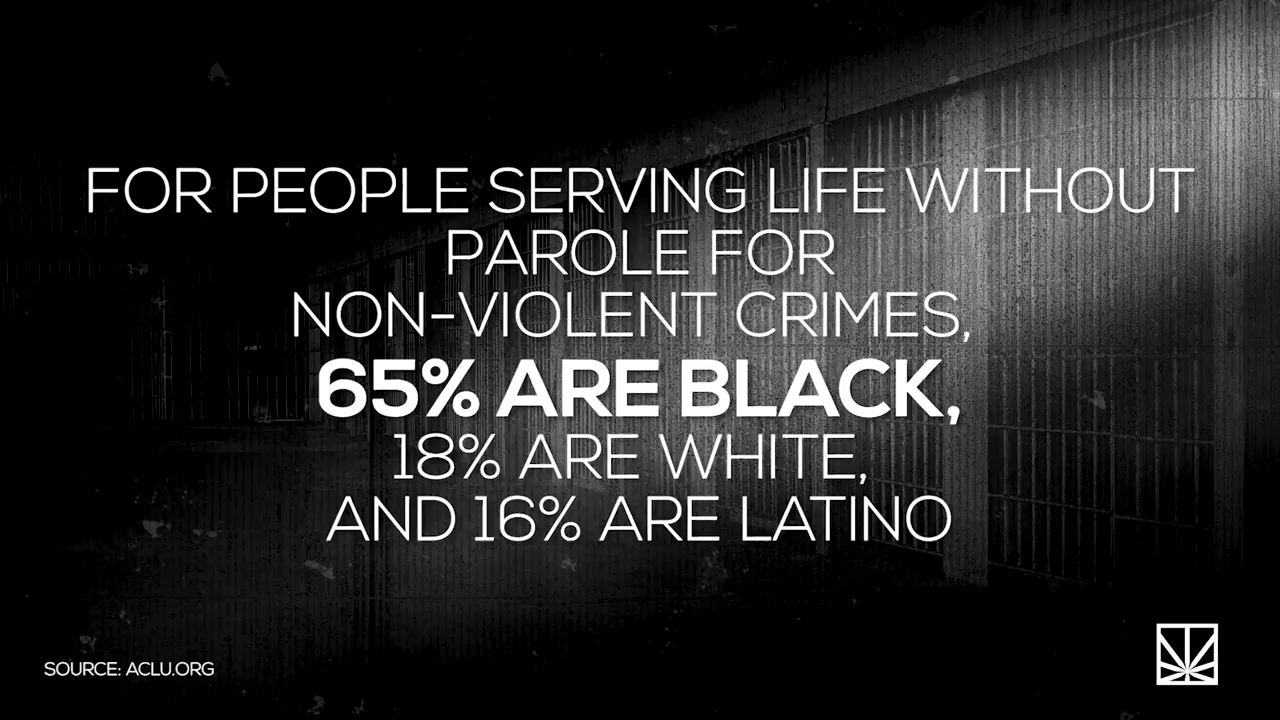 FOR PEOPLE SERVING LIFE WITHOUT
PAROLE FOR
NON-VIOLENT CRIMES,
65% ARE BLACK,
18% ARE WHITE,
AND 16% ARE LATINO
SOURCE: ACLU.ORG